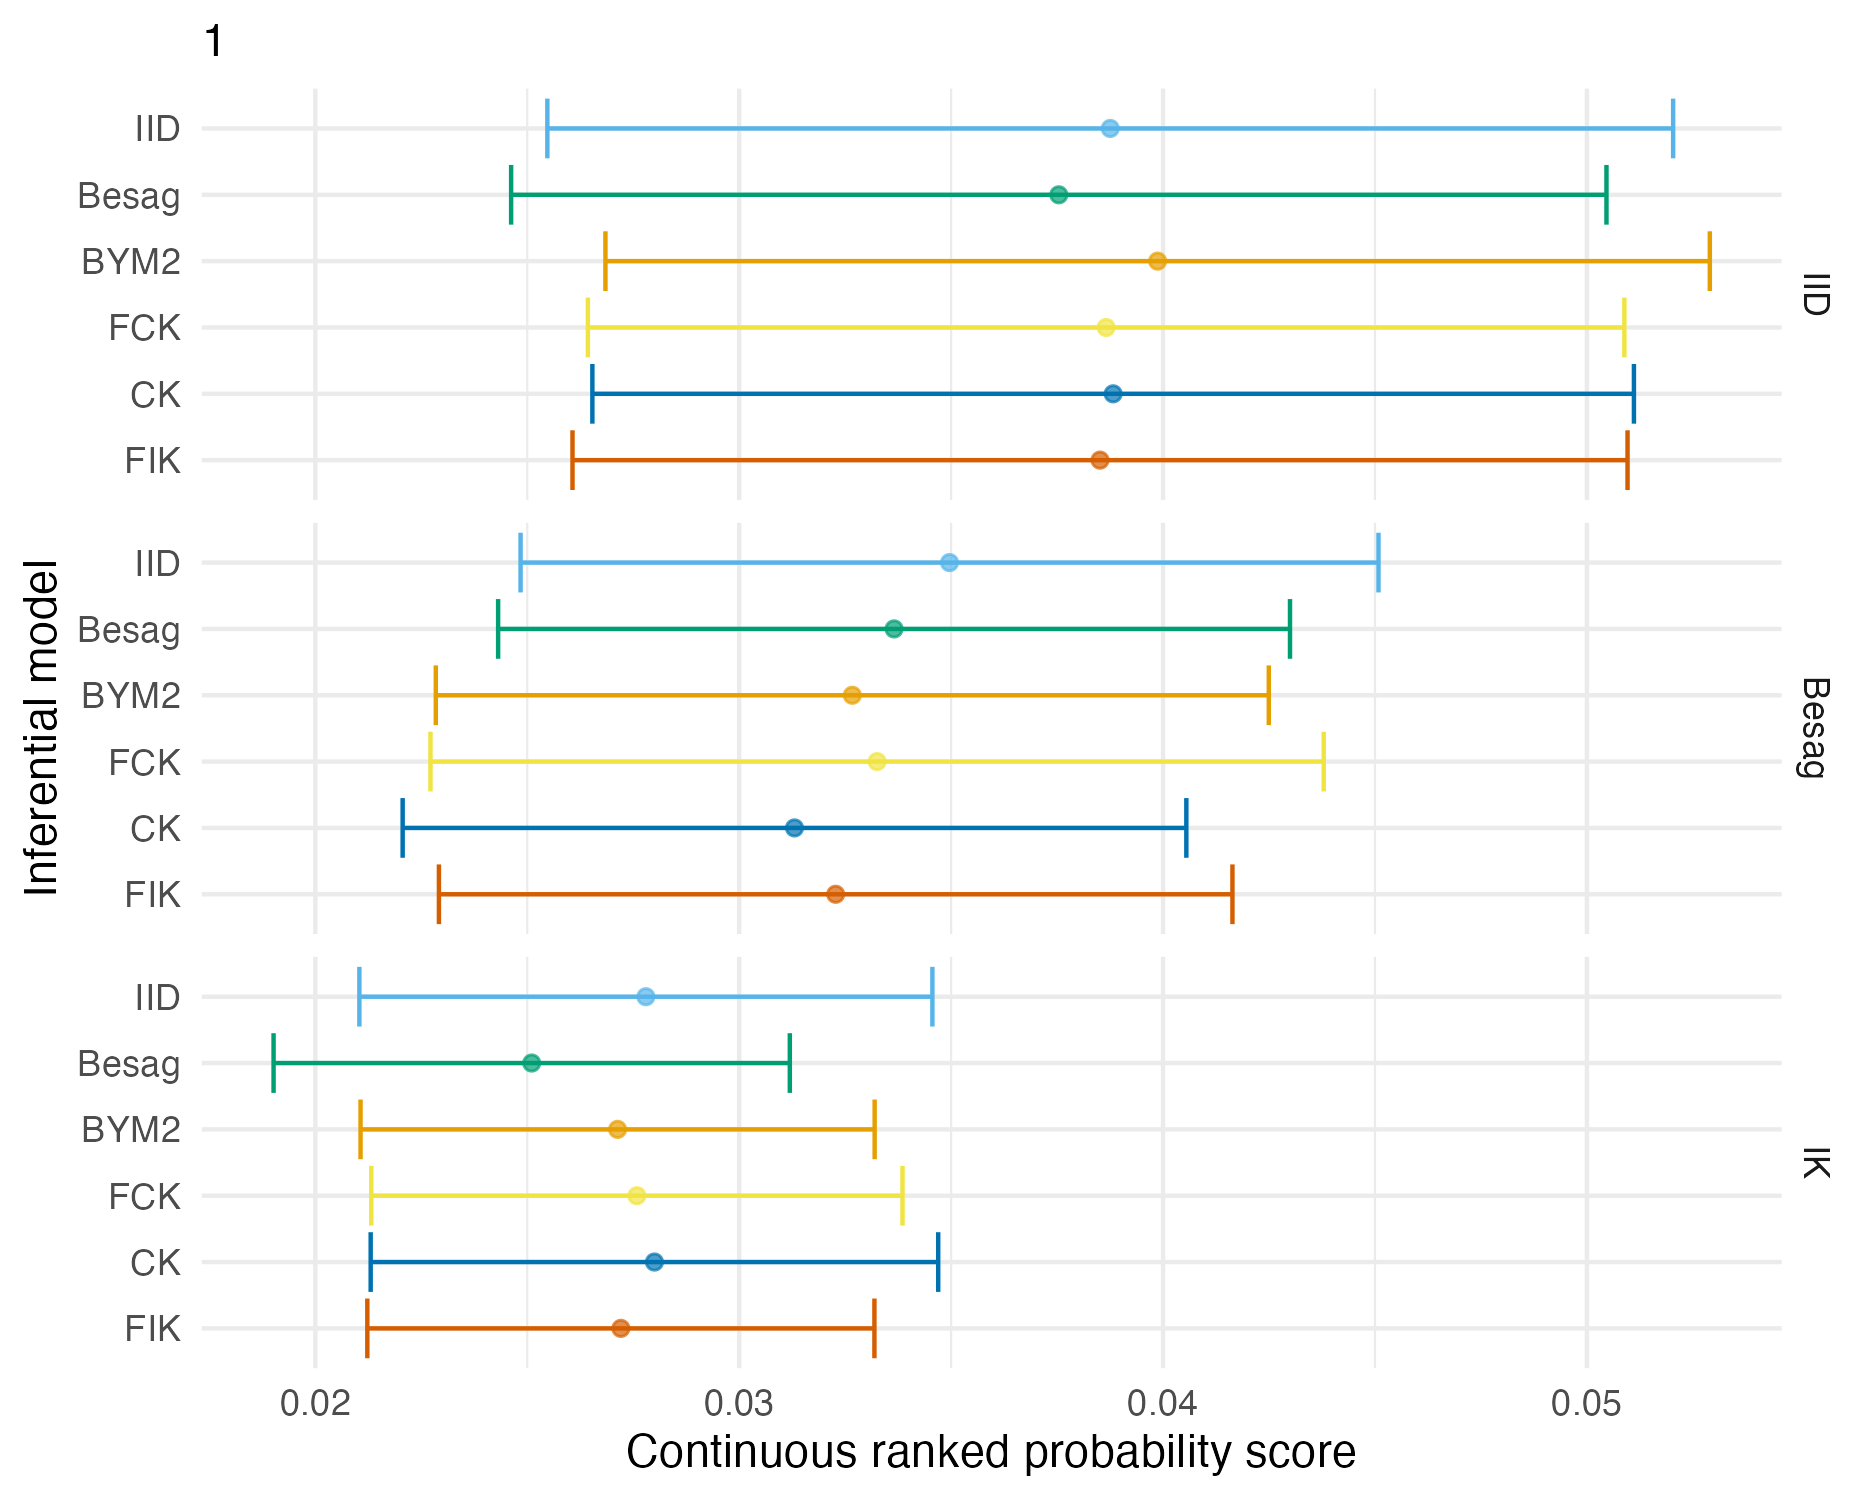 1
IID
Besag
BYM2
FCK
CK
FIK
IID
IID
Besag
BYM2
FCK
CK
FIK
Besag
IID
Besag
BYM2
FCK
CK
FIK
IK
Inferential model
0.02
0.03
0.04
0.05
Continuous ranked probability score